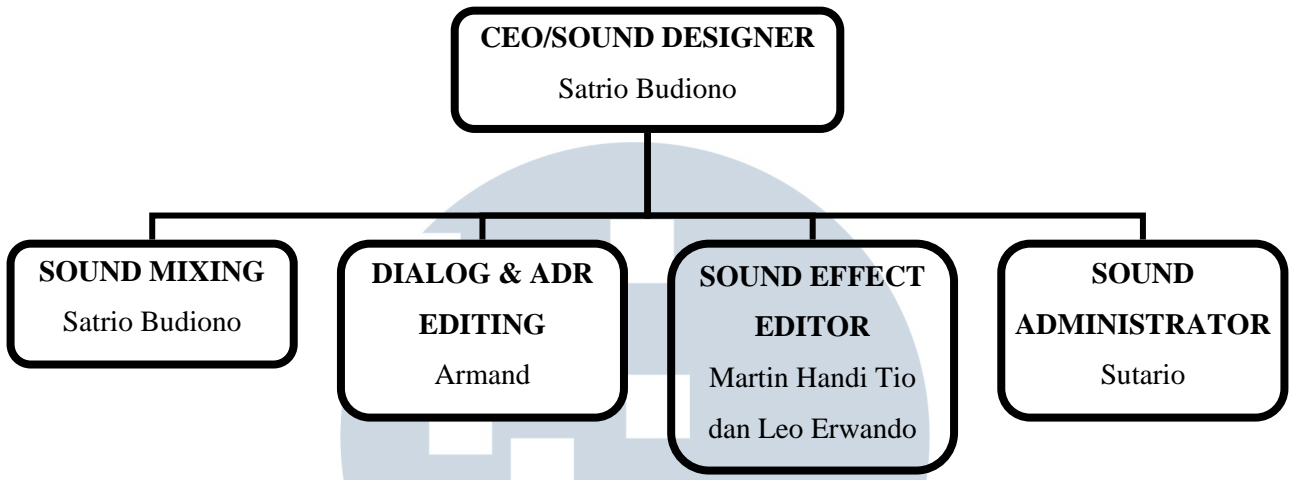 CEO/SOUND DESIGNER
Satrio Budiono
SOUND MIXING
Satrio Budiono
DIALOG & ADR
EDITING
Armand
SOUND EFFECT
EDITOR
Martin Handi Tio
dan Leo Erwando
SOUND
ADMINISTRATOR
Sutario